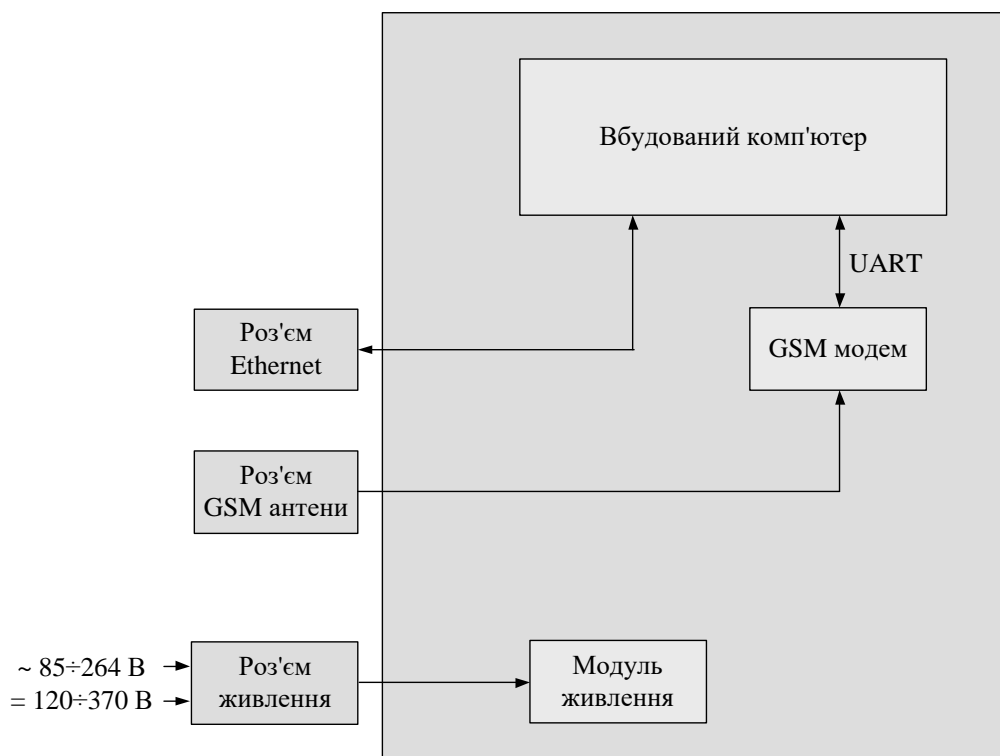 Вбудований комп'ютер
UART
Роз'єм
Ethernet
GSM модем
Роз'єм
GSM антени
~ 85÷264 В
= 120÷370 В
Роз'єм
живлення
Модуль
живлення